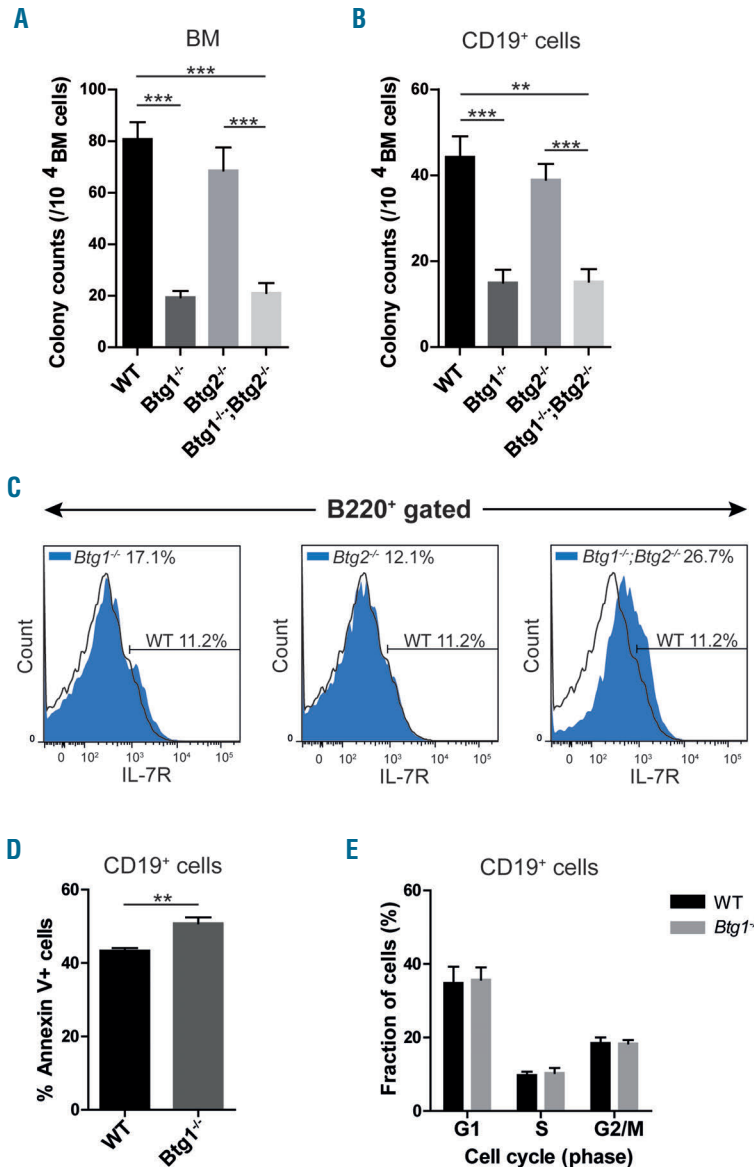 A
BM
Colony counts (/10 ⁴ BM cells)
100
80
60
40
20
0
***
***
***
WT
Btg1⁻/⁻
Btg2⁻/⁻
Btg1⁻/⁻;Btg2⁻/⁻
B
CD19⁺ cells
Colony counts (/10 ⁴ BM cells)
60
40
20
0
**
***
***
WT
Btg1⁻/⁻
Btg2⁻/⁻
Btg1⁻/⁻;Btg2⁻/⁻
C
B220⁺ gated
Btg1⁻/⁻ 17.1%
WT 11.2%
Count
0
0 10² 10³ 10⁴ 10⁵
IL-7R
Btg2⁻/⁻ 12.1%
WT 11.2%
Count
0
0 10² 10³ 10⁴ 10⁵
IL-7R
Btg1⁻/⁻;Btg2⁻/⁻ 26.7%
WT 11.2%
Count
0
0 10² 10³ 10⁴ 10⁵
IL-7R
D
CD19⁺ cells
% Annexin V+ cells
60
40
20
0
**
WT
Btg1⁻/⁻
E
CD19⁺ cells
Fraction of cells (%)
60
40
20
0
G1 S G2/M
Cell cycle (phase)
WT
Btg1⁻